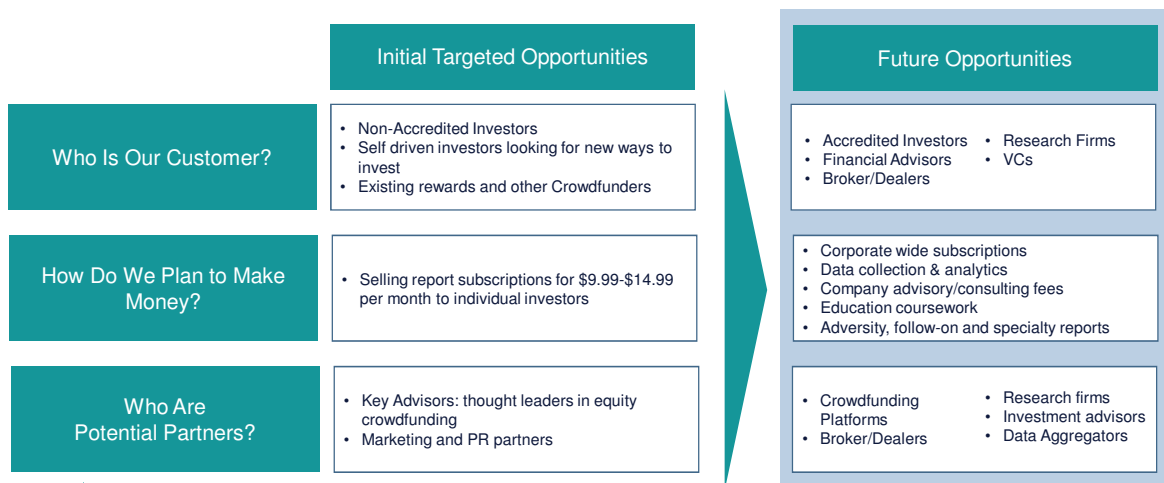 Initial Targeted Opportunities
Future Opportunities
Who Is Our Customer?
• Non-Accredited Investors
• Self driven investors looking for new ways to
invest
• Existing rewards and other Crowdfunders
• Accredited Investors
• Financial Advisors
• Broker/Dealers
• Research Firms
• VCs
How Do We Plan to Make
Money?
• Selling report subscriptions for $9.99-$14.99
per month to individual investors
• Corporate wide subscriptions
• Data collection & analytics
• Company advisory/consulting fees
• Education coursework
• Adversity, follow-on and specialty reports
Who Are
Potential Partners?
• Key Advisors: thought leaders in equity
crowdfunding
• Marketing and PR partners
• Crowdfunding
Platforms
• Broker/Dealers
• Research firms
• Investment advisors
• Data Aggregators